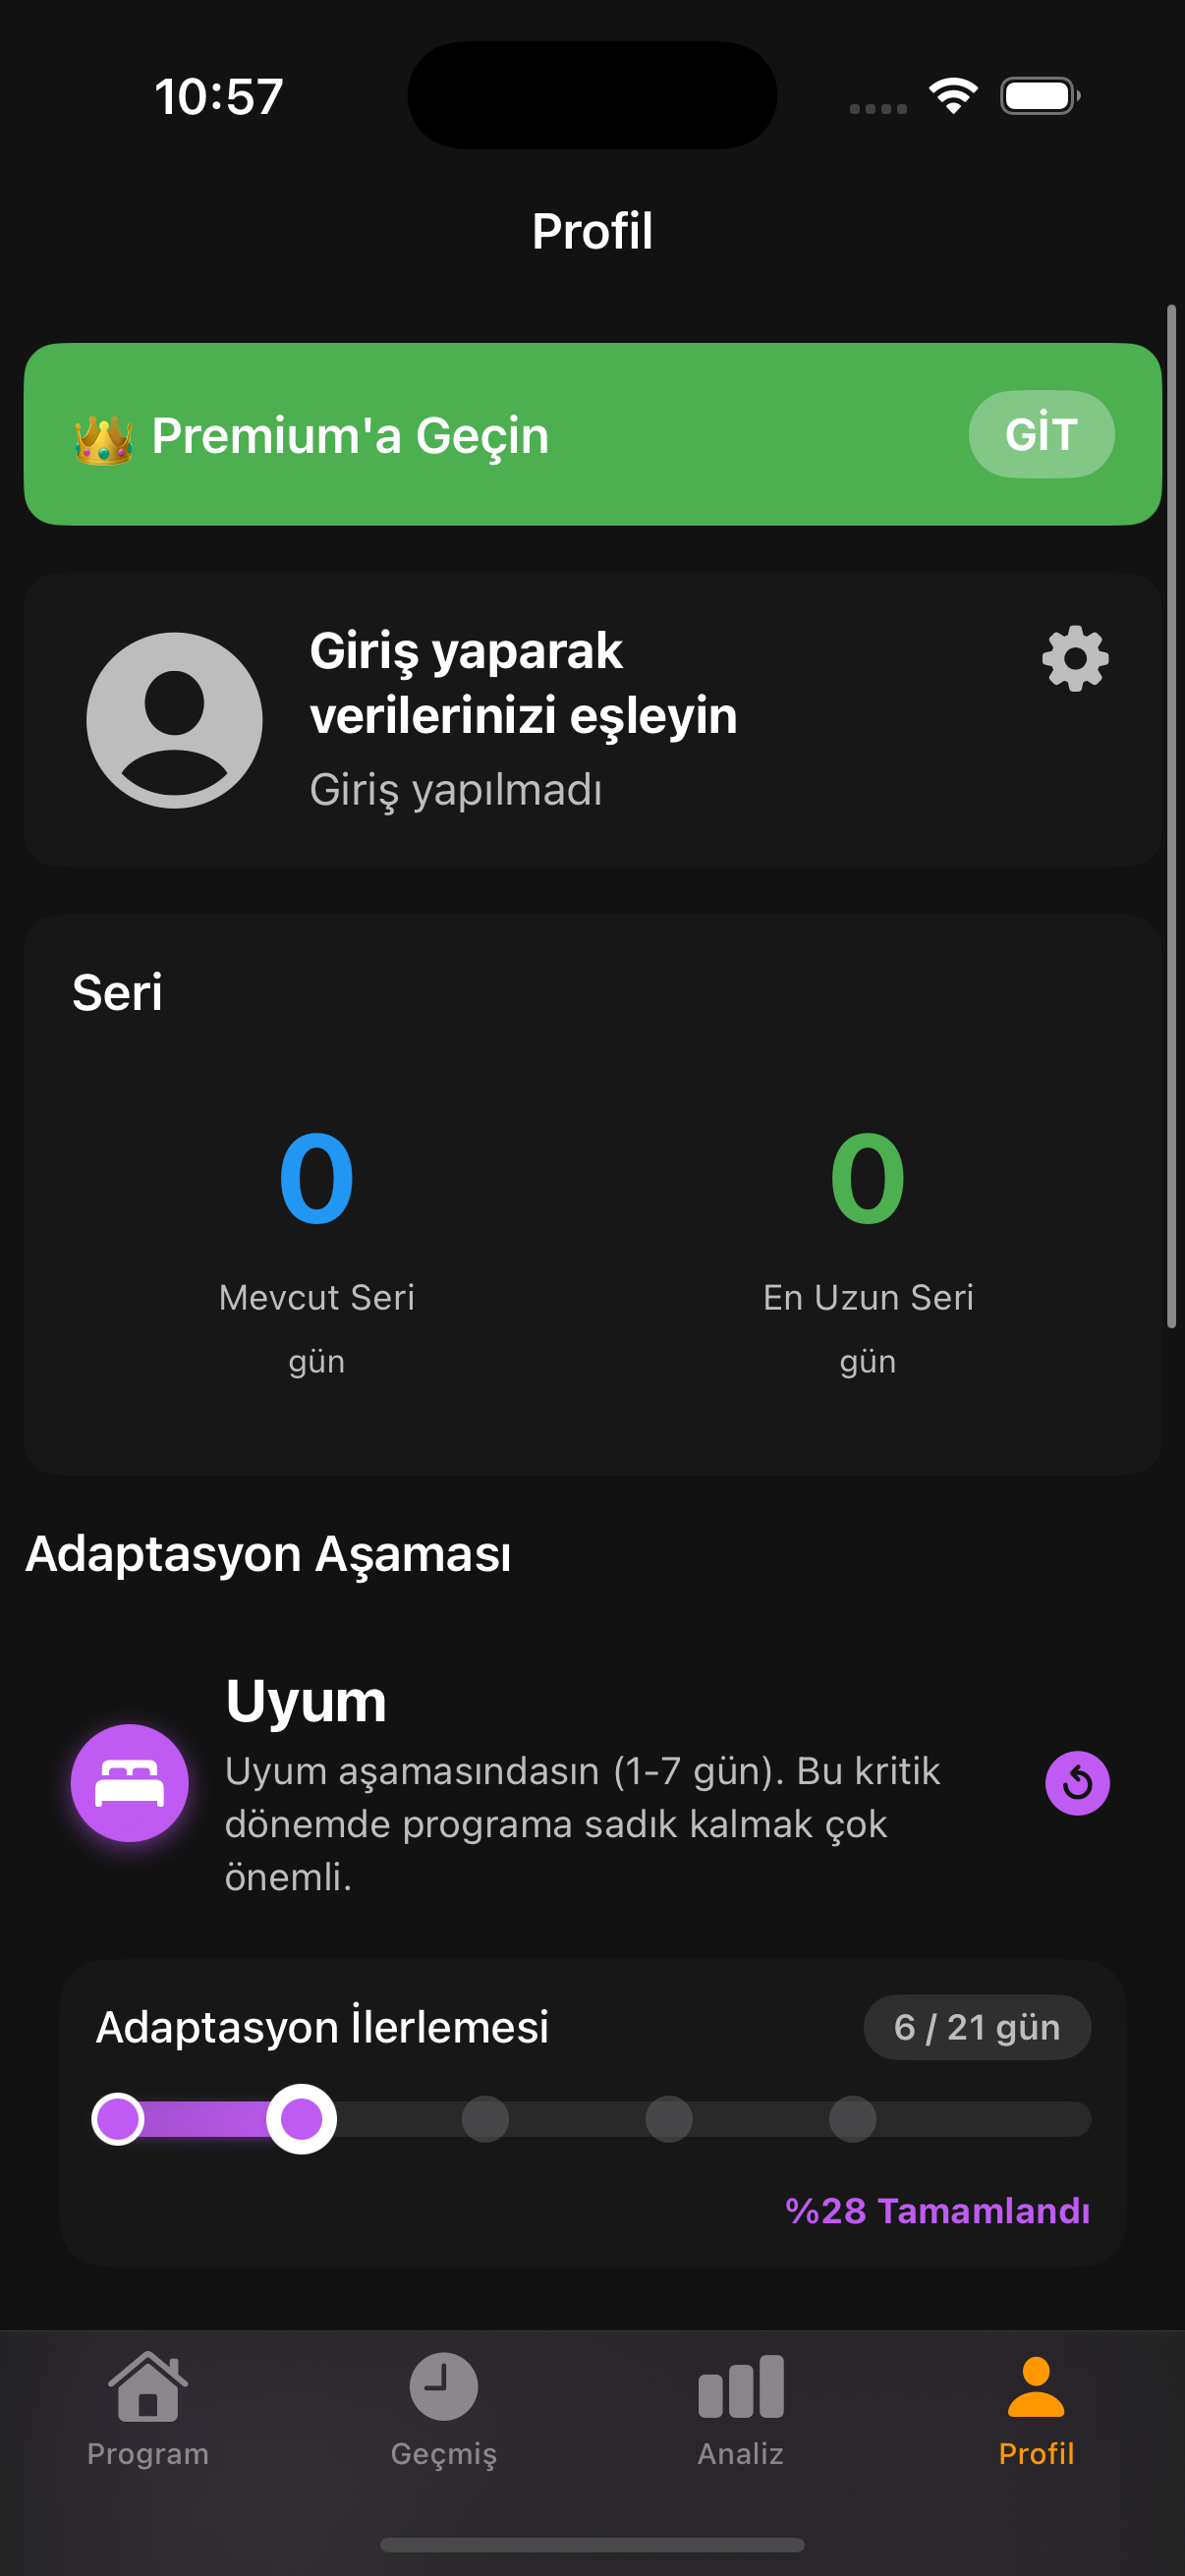 10:57
Profil
👑 Premium'a Geçin
GİT
Giriş yaparak
verilerinizi eşleyin
Giriş yapılmadı
Seri
0
0
Mevcut Seri
En Uzun Seri
gün
gün
Adaptasyon Aşaması
Uyum
Uyum aşamasındasın (1-7 gün). Bu kritik
dönemde programa sadık kalmak çok
önemli.
Adaptasyon İlerlemesi
6 / 21 gün
%28 Tamamlandı
Program
Geçmiş
Analiz
Profil